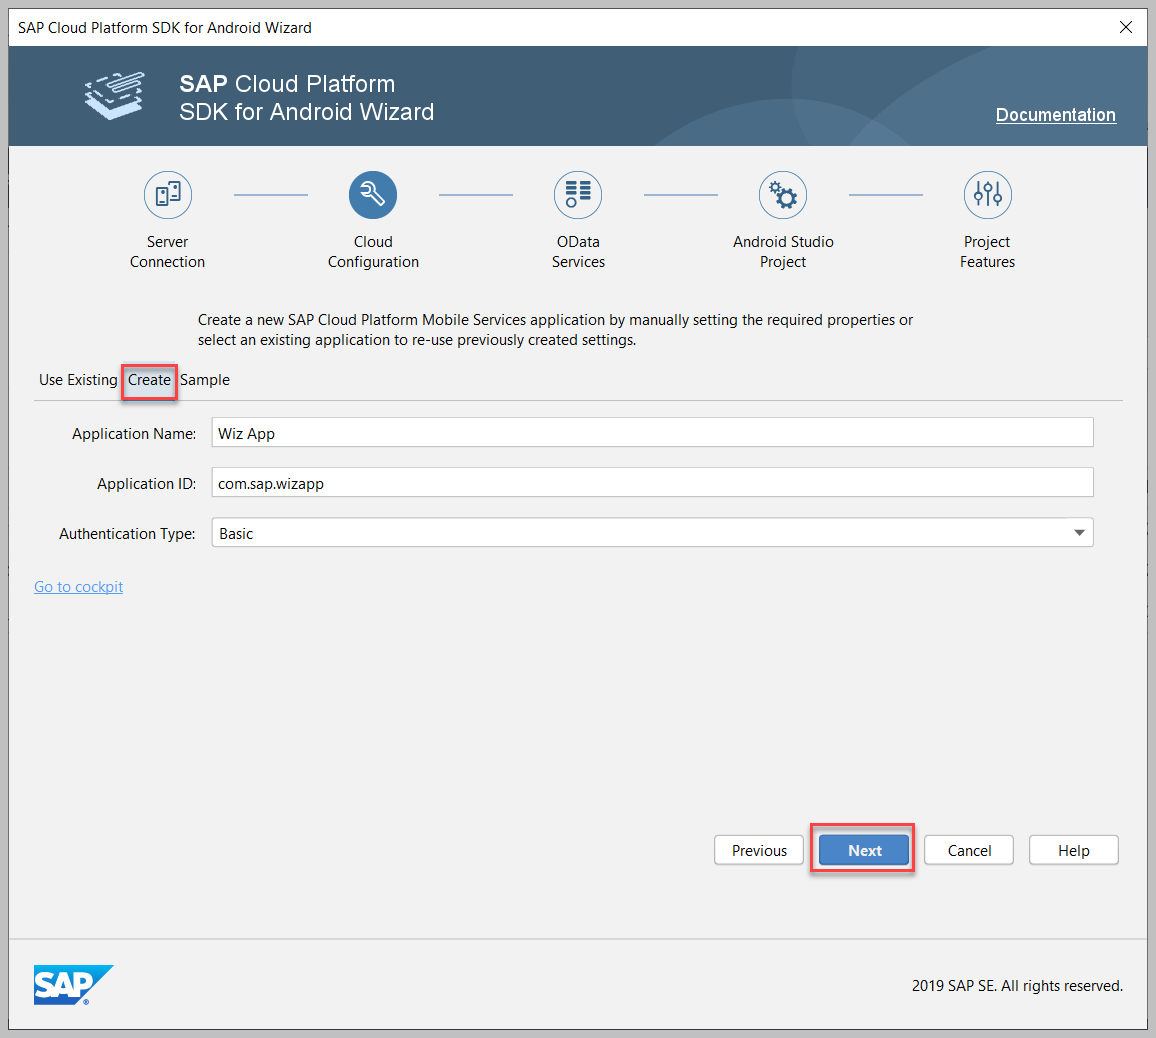 SAP Cloud Platform SDK for Android Wizard
SAP Cloud Platform
SDK for Android Wizard
Documentation
Server
Connection
Cloud
Configuration
OData
Services
Android Studio
Project
Project
Features
Create a new SAP Cloud Platform Mobile Services application by manually setting the required properties or
select an existing application to re-use previously created settings.
Use Existing Create Sample
Application Name: Wiz App
Application ID: com.sap.wizapp
Authentication Type: Basic
Go to cockpit
Previous Next Cancel Help
SAP®
2019 SAP SE. All rights reserved.